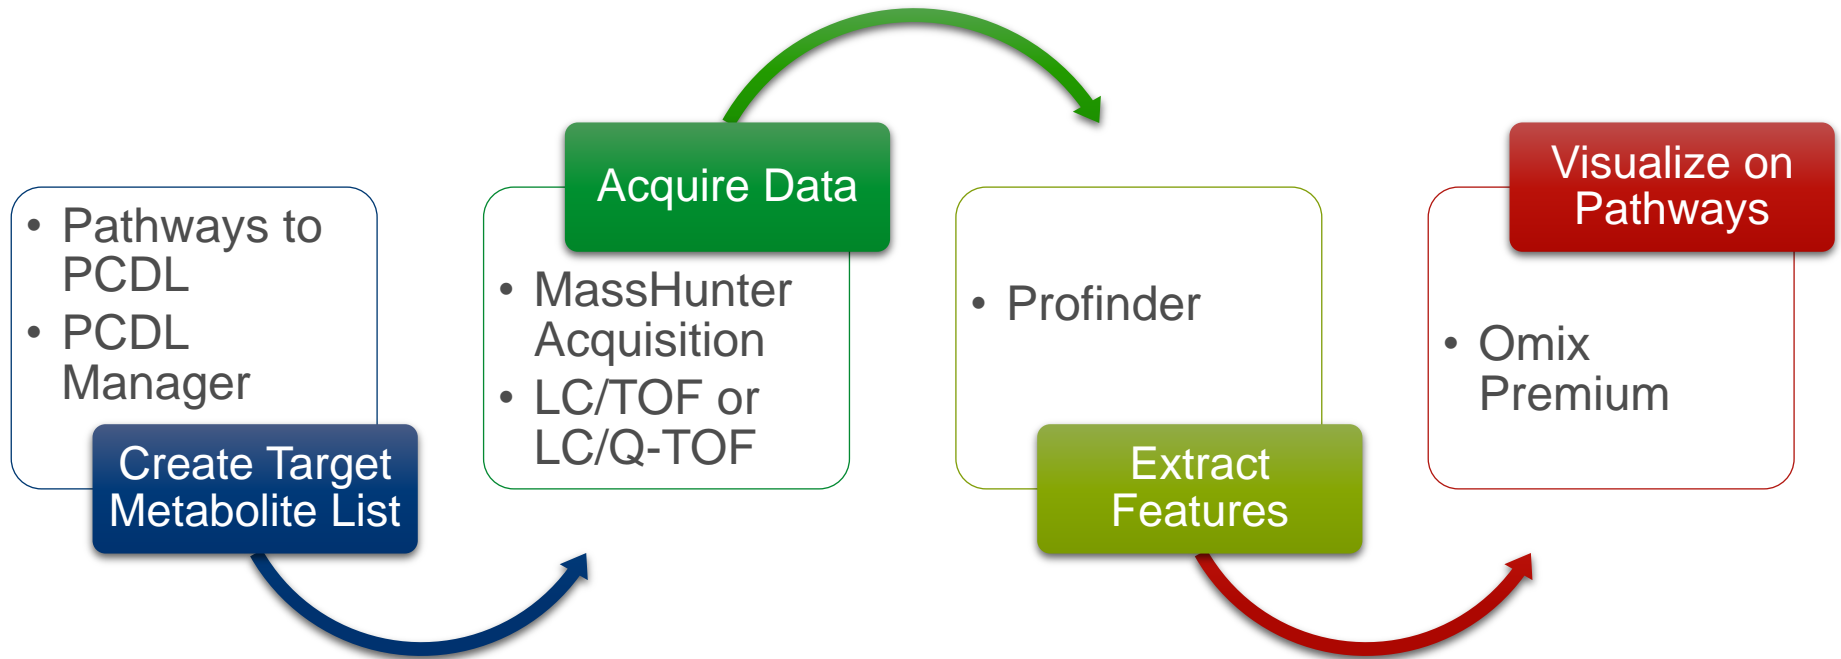 • Pathways to
PCDL
• PCDL
Manager
Create Target
Metabolite List
Acquire Data
• MassHunter
Acquisition
• LC/TOF or
LC/Q-TOF
• Profinder
Extract
Features
Visualize on
Pathways
• Omix
Premium